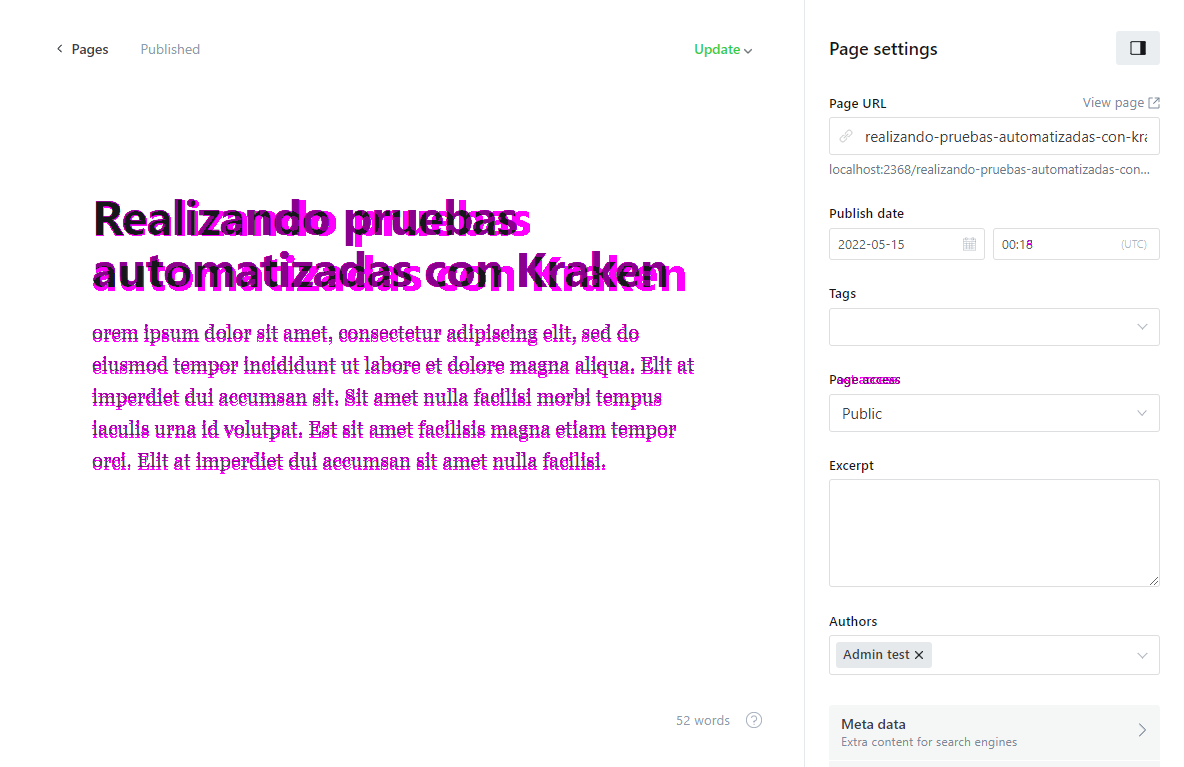 Pages
Published
Update
Page settings
Page URL
View page
realizando-pruebas-automatizadas-con-kra
localhost:2368/realizando-pruebas-automatizadas-con...
Publish date
2022-05-15
00:18
(UTC)
Realizando pruebas
automatizadas con Kraken
orem ipsum dolor sit amet, consectetur adipiscing elit, sed do
eiusmod tempor incididunt ut labore et dolore magna aliqua. Elit at
imperdiet dui accumsan sit. Sit amet nulla facilisi morbi tempus
iaculis urna id volutpat. Est sit amet facilisis magna etiam tempor
orci. Elit at imperdiet dui accumsan sit amet nulla facilisi.
Tags
Page access
Public
Excerpt
Authors
Admin test
52 words
?
Meta data
Extra content for search engines